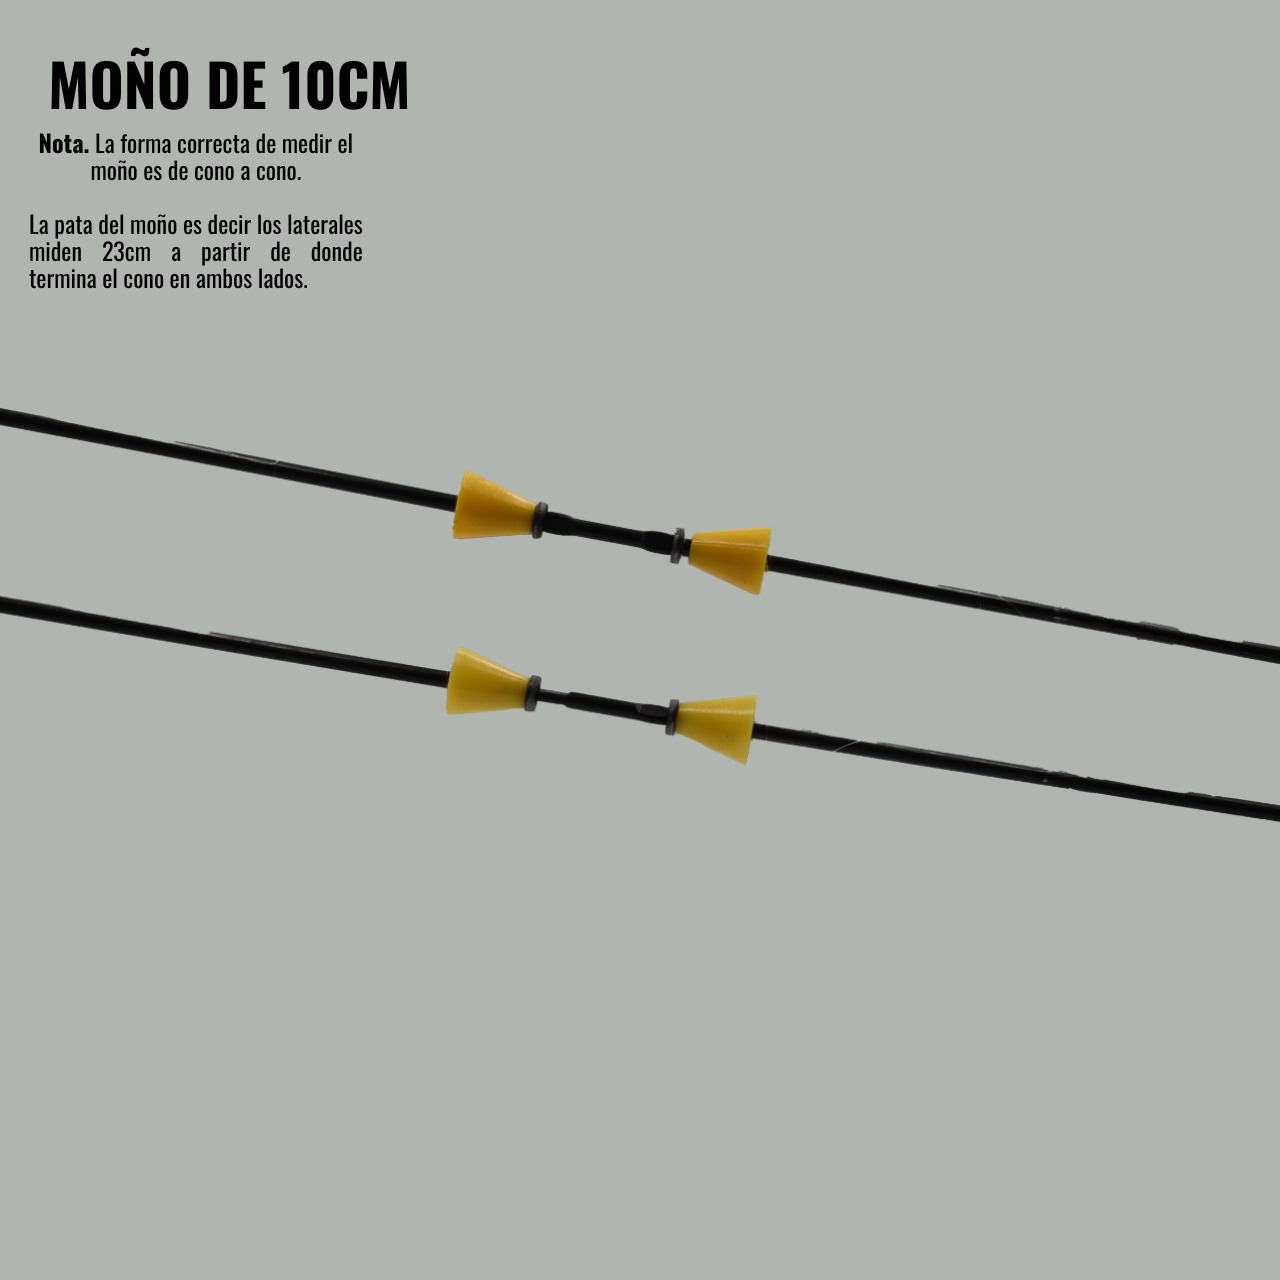 MOÑO DE 10CM
Nota. La forma correcta de medir el
moño es de cono a cono.
La pata del moño es decir los laterales
miden 23cm a partir de donde
termina el cono en ambos lados.